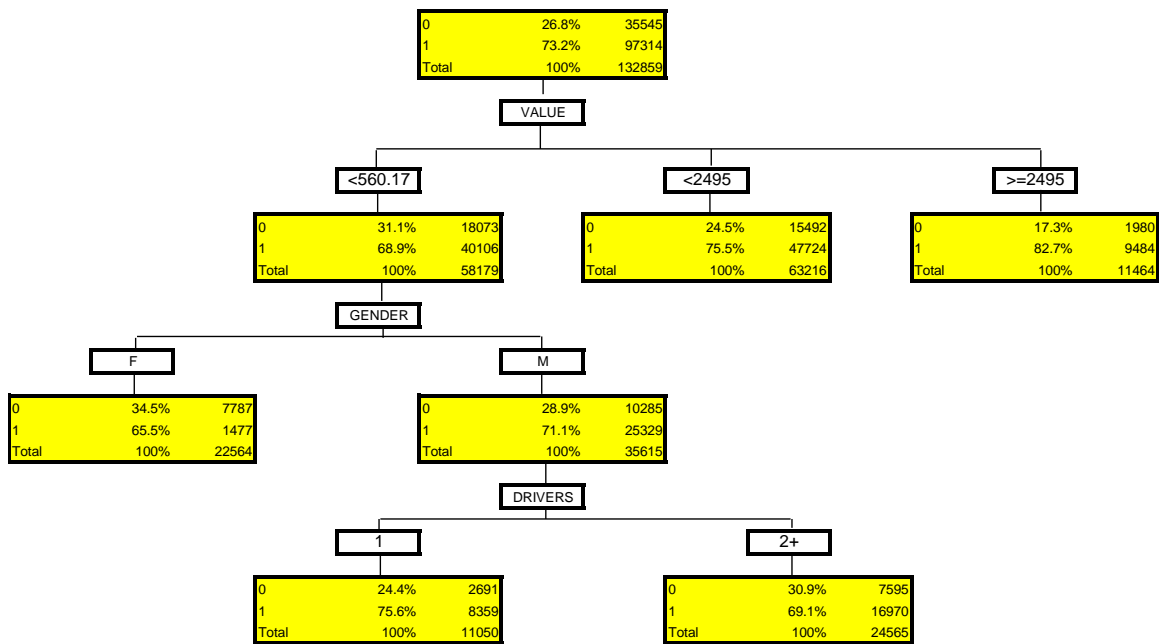 0 26.8% 35545
1 73.2% 97314
Total 100% 132859
VALUE
<560.17 <2495 >=2495
0 31.1% 18073 0 24.5% 15492 0 17.3% 1980
1 68.9% 40106 1 75.5% 47724 1 82.7% 9484
Total 100% 58179 Total 100% 63216 Total 100% 11464
GENDER
F M
0 34.5% 7787 0 28.9% 10285
1 65.5% 1477 1 71.1% 25329
Total 100% 22564 Total 100% 35615
DRIVERS
1 2+
0 24.4% 2691 0 30.9% 7595
1 75.6% 8359 1 69.1% 16970
Total 100% 11050 Total 100% 24565